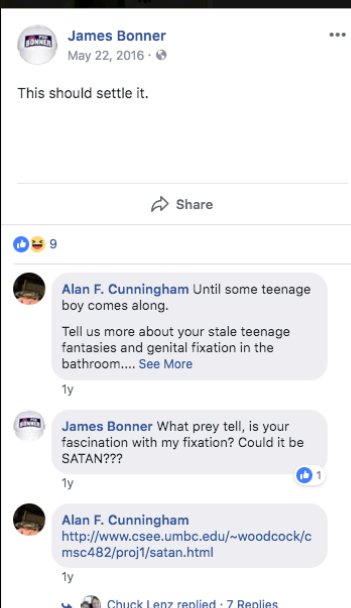 James Bonner
May 22, 2016 ·
This should settle it.
Share
9
Alan F. Cunningham Until some teenage
boy comes along.
Tell us more about your stale teenage
fantasies and genital fixation in the
bathroom.... See More
1y
James Bonner What prey tell, is your
fascination with my fixation? Could it be
SATAN???
1
1y
Alan F. Cunningham
http://www.csee.umbc.edu/~woodcock/c
msc482/proj1/satan.html
1y
Chuck Lenz replied · 7 Replies